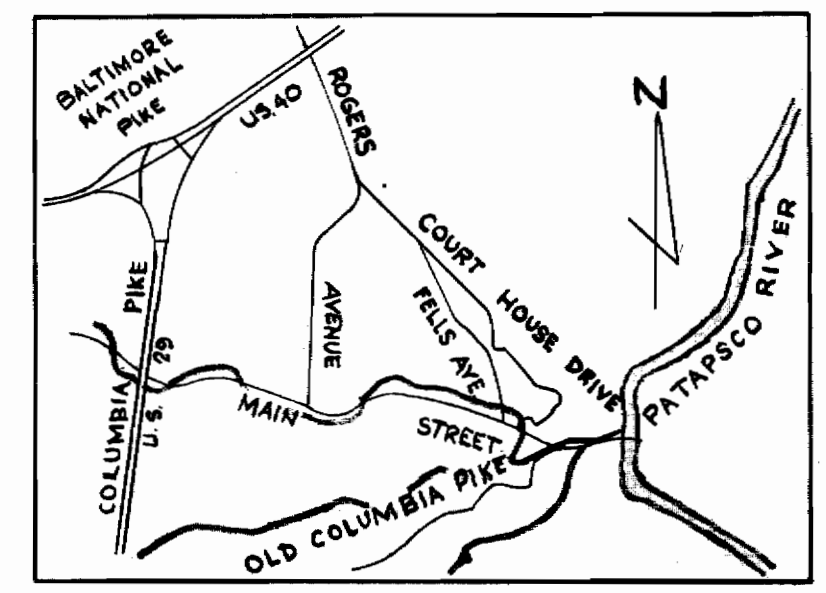 BALTIMORE
NATIONAL
PIKE
U.S. 40
ROGERS
AVENUE
N
COURT HOUSE DRIVE
FELLS AVE
PATAPSCO RIVER
COLUMBIA PIKE
U.S. 29
MAIN STREET
OLD COLUMBIA PIKE